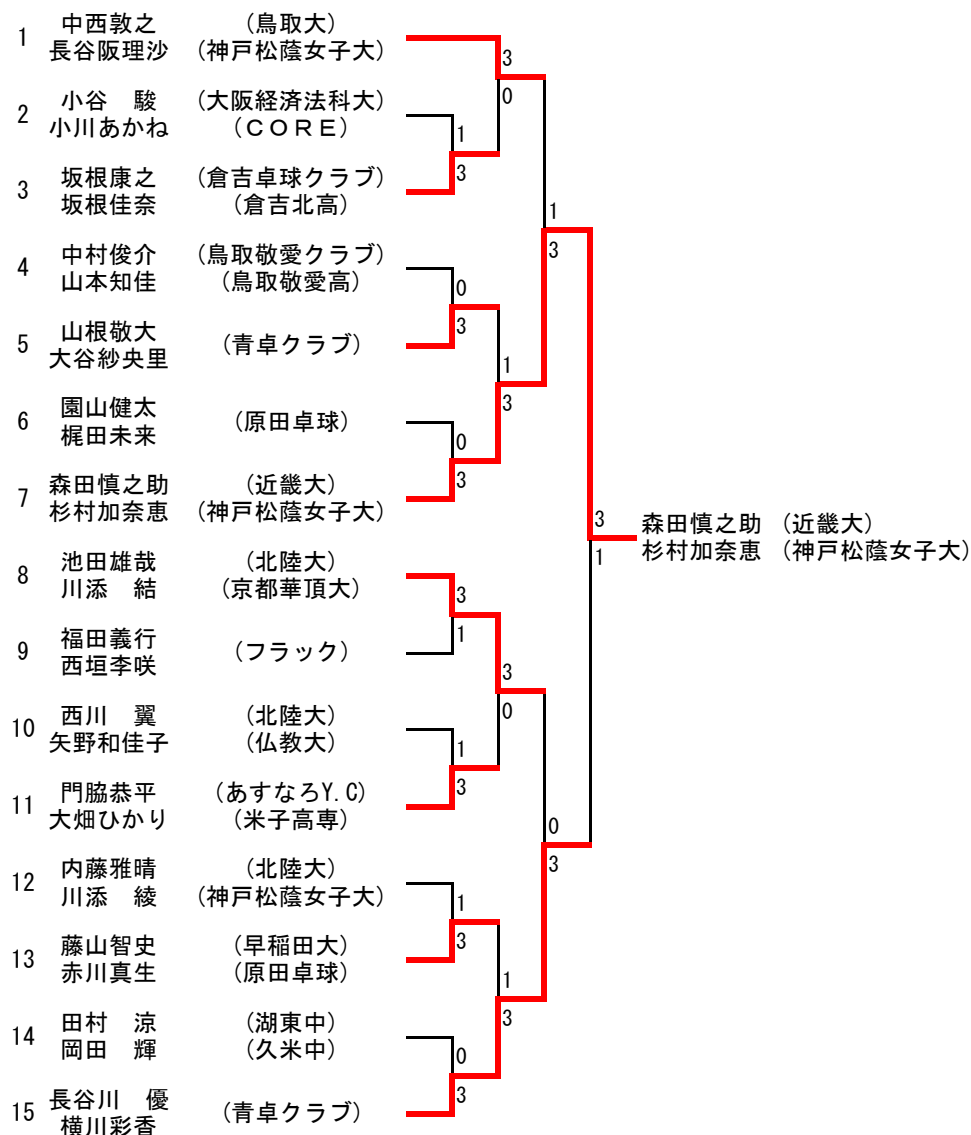 1 中西敦之 (鳥取大)
長谷阪理沙 (神戸松蔭女子大)
3
0
2 小谷 駿 (大阪経済法科大)
小川あかね (CORE)
1
3
3 坂根康之 (倉吉卓球クラブ)
坂根佳奈 (倉吉北高)
1
3
4 中村俊介 (鳥取敬愛クラブ)
山本知佳 (鳥取敬愛高)
0
3
5 山根敬大
大谷紗央里 (青卓クラブ)
1
3
6 園山健太
梶田未来 (原田卓球)
0
3
7 森田慎之助 (近畿大)
杉村加奈恵 (神戸松蔭女子大)
3
1
森田慎之助 (近畿大)
杉村加奈恵 (神戸松蔭女子大)
8 池田雄哉 (北陸大)
川添 結 (京都華頂大)
3
1
9 福田義行
西垣李咲 (フラック)
3
0
10 西川 翼 (北陸大)
矢野和佳子 (仏教大)
1
3
11 門脇恭平 (あすなろY.C)
大畑ひかり (米子高専)
0
3
12 内藤雅晴 (北陸大)
川添 綾 (神戸松蔭女子大)
1
3
13 藤山智史 (早稲田大)
赤川真生 (原田卓球)
1
3
14 田村 涼 (湖東中)
岡田 輝 (久米中)
0
3
15 長谷川 優
横川彩香 (青卓クラブ)